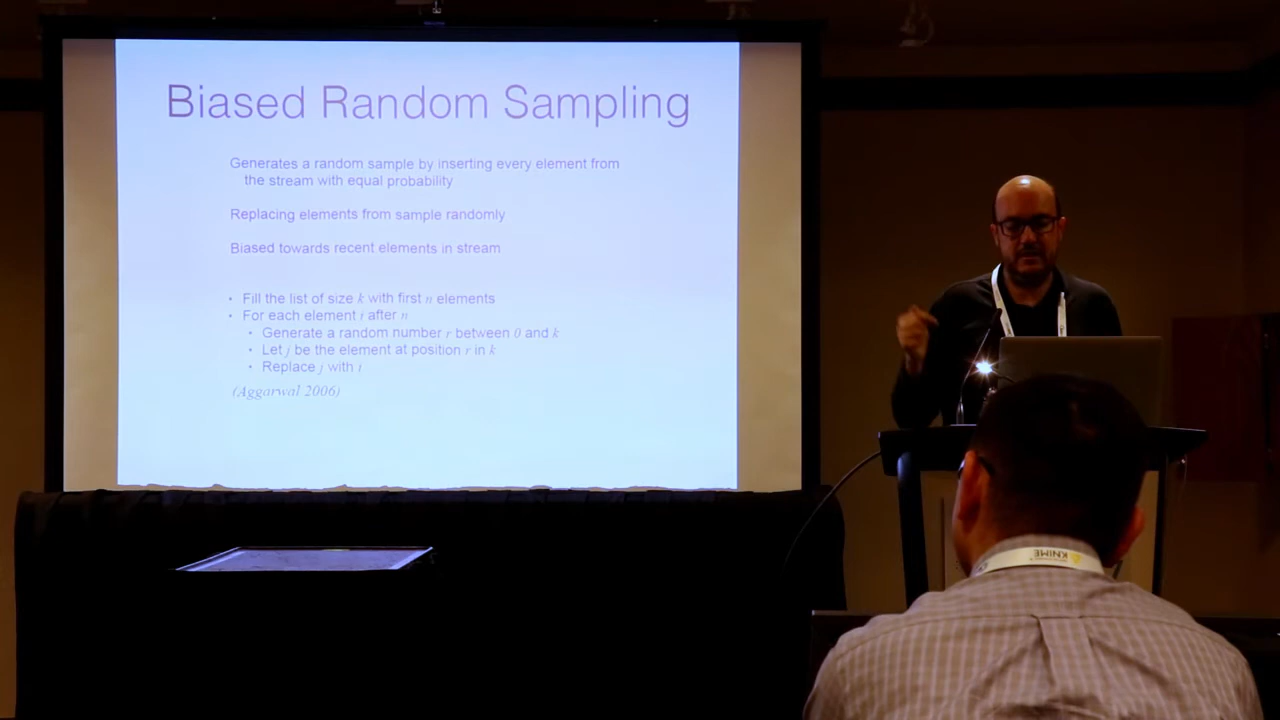 Biased Random Sampling
Generates a random sample by inserting every element from
the stream with equal probability
Replacing elements from sample randomly
Biased towards recent elements in stream
• Fill the list of size k with first n elements
• For each element i after n
• Generate a random number r between 0 and k
• Let j be the element at position r in k
• Replace j with i
(Aggarwal 2006)
KNIME